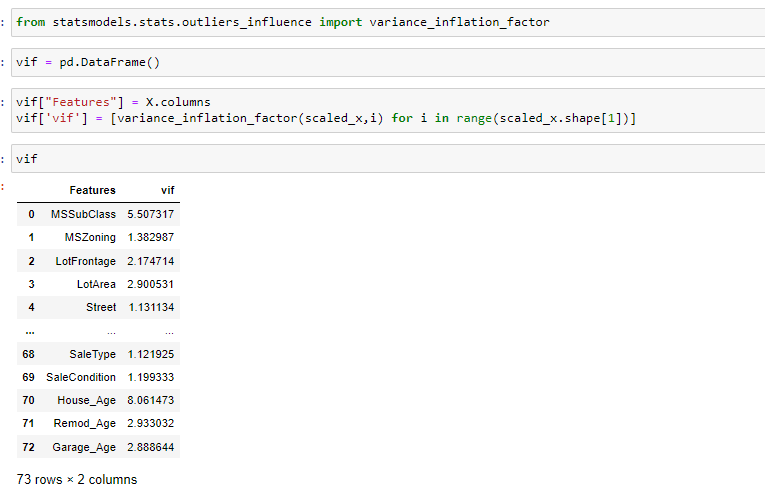 : from statsmodels.stats.outliers_influence import variance_inflation_factor
: vif = pd.DataFrame()
: vif["Features"] = X.columns
vif['vif'] = [variance_inflation_factor(scaled_x,i) for i in range(scaled_x.shape[1])]
: vif
:
Features vif
0 MSSubClass 5.507317
1 MSZoning 1.382987
2 LotFrontage 2.174714
3 LotArea 2.900531
4 Street 1.131134
... ... ...
68 SaleType 1.121925
69 SaleCondition 1.199333
70 House_Age 8.061473
71 Remod_Age 2.933032
72 Garage_Age 2.888644
73 rows × 2 columns